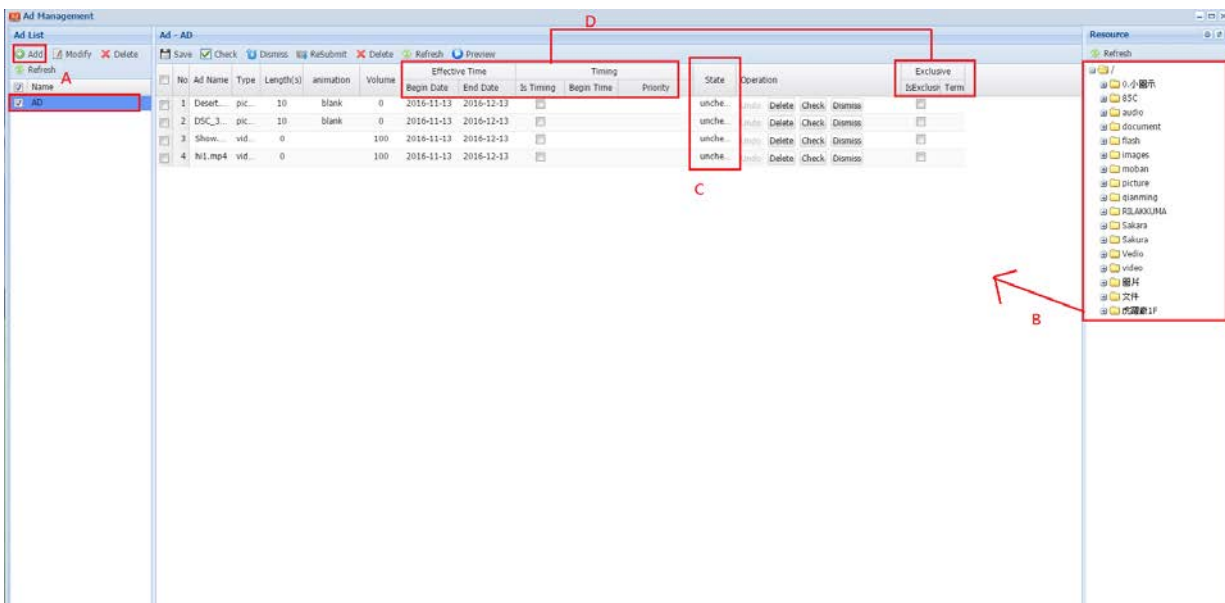 Ad Management
Ad List
Add Modify Delete
Refresh
A
Name
AD
Ad - AD
Save Check Dismiss ReSubmit Delete Refresh Preview
D
No Ad Name Type Length(s) animation Volume Effective Time Timing State Operation Exclusive
Begin Date End Date Is Timing Begin Time Priority IsExclusi Term
1 Desert... pic... 10 blank 0 2016-11-13 2016-12-13 unche... Undo Delete Check Dismiss
2 DSC_3... pic... 10 blank 0 2016-11-13 2016-12-13 unche... Undo Delete Check Dismiss
3 Show.... vid... 0 100 2016-11-13 2016-12-13 unche... Undo Delete Check Dismiss
4 hi1.mp4 vid... 0 100 2016-11-13 2016-12-13 unche... Undo Delete Check Dismiss
C
Resource
Refresh
/
0.小圖示
85C
audio
document
flash
images
moban
picture
qianming
RILAKKUMA
Sakara
Sakura
Vedio
video
圖片
文件
1F
B